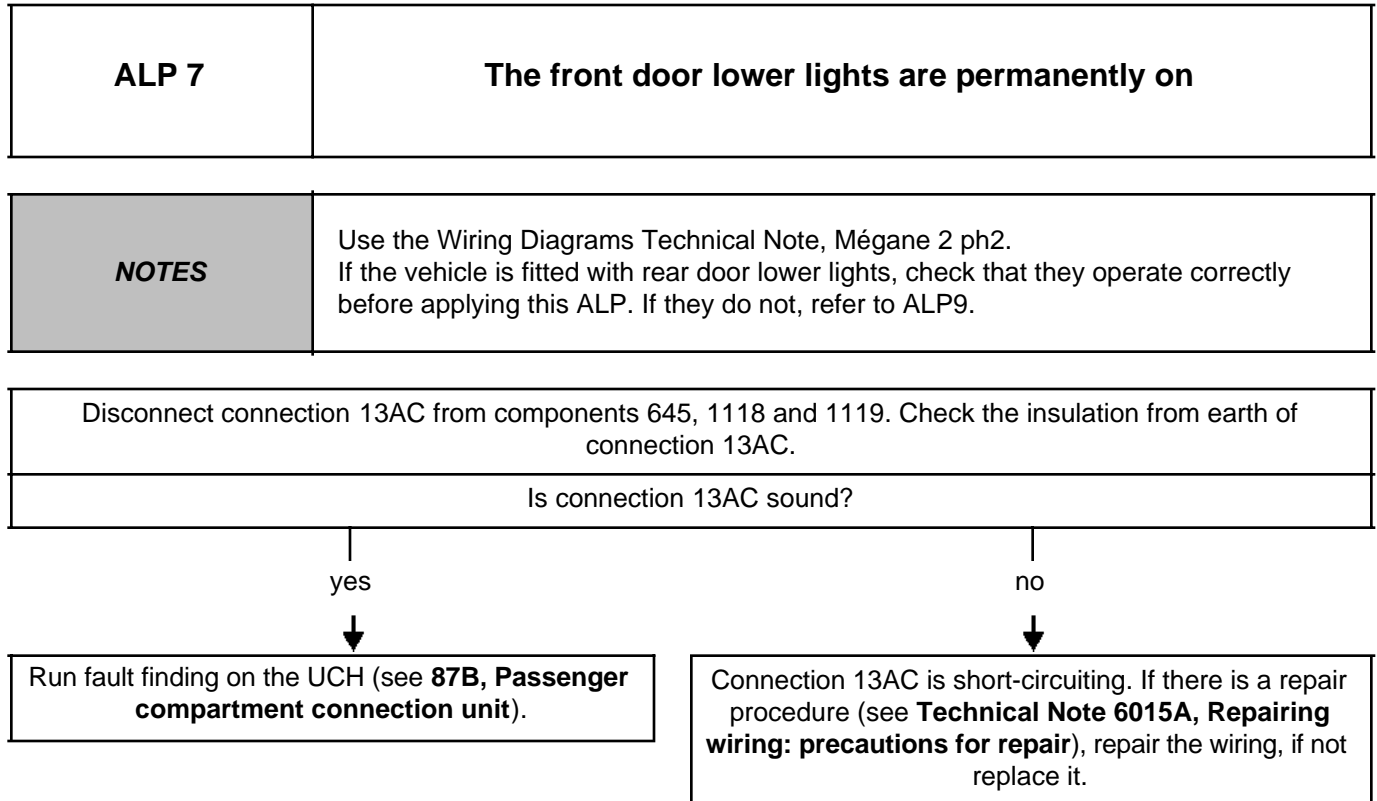 ALP 7
The front door lower lights are permanently on
NOTES
Use the Wiring Diagrams Technical Note, Mégane 2 ph2.
If the vehicle is fitted with rear door lower lights, check that they operate correctly
before applying this ALP. If they do not, refer to ALP9.
Disconnect connection 13AC from components 645, 1118 and 1119. Check the insulation from earth of
connection 13AC.
Is connection 13AC sound?
yes
no
Run fault finding on the UCH (see 87B, Passenger
compartment connection unit).
Connection 13AC is short-circuiting. If there is a repair
procedure (see Technical Note 6015A, Repairing
wiring: precautions for repair), repair the wiring, if not
replace it.